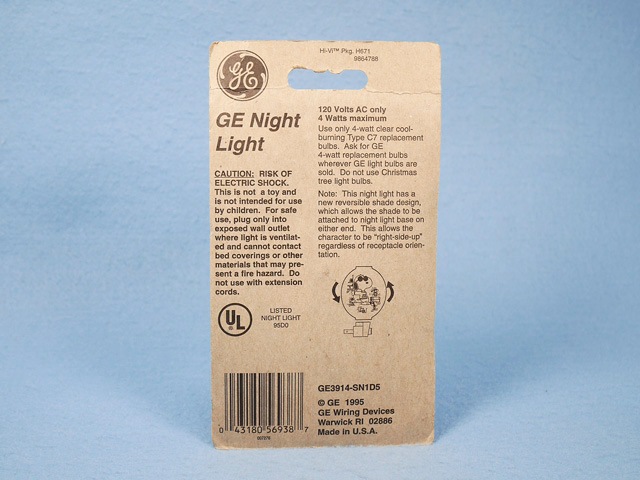 Hi-Vi™ Pkg. H671
9864788
GE
GE Night
Light
CAUTION: RISK OF
ELECTRIC SHOCK.
This is not a toy and
is not intended for use
by children. For safe
use, plug only into
exposed wall outlet
where light is ventilat-
ed and cannot contact
bed coverings or other
materials that may pre-
sent a fire hazard. Do
not use with extension
cords.
UL
LISTED
NIGHT LIGHT
95D0
120 Volts AC only
4 Watts maximum
Use only 4-watt clear cool-
burning Type C7 replacement
bulbs. Ask for GE
4-watt replacement bulbs
wherever GE light bulbs are
sold. Do not use Christmas
tree light bulbs.
Note: This night light has a
new reversible shade design,
which allows the shade to be
attached to night light base on
either end. This allows the
character to be "right-side-up"
regardless of receptacle orien-
tation.
0 43180 56938 7
GE3914-SN1D5
© GE 1995
GE Wiring Devices
Warwick RI 02886
Made in U.S.A.